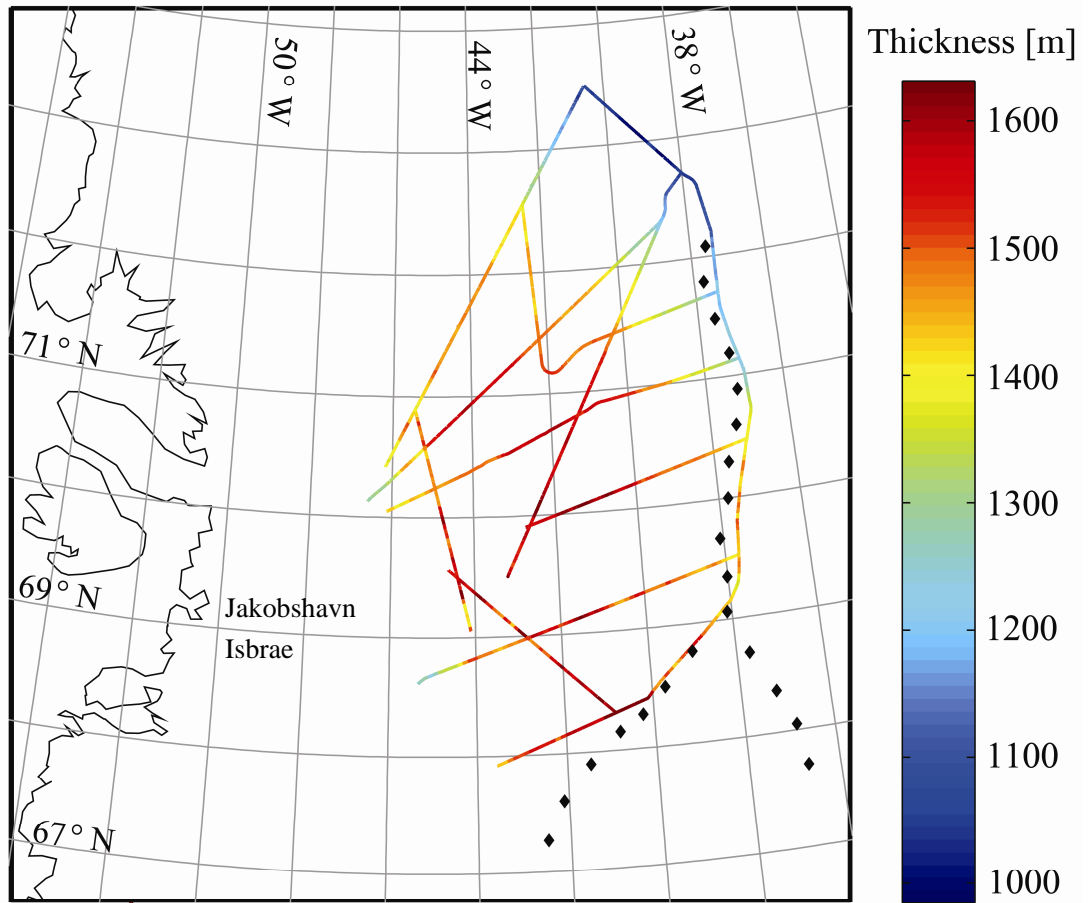 50° W
44° W
38° W
Thickness [m]
1600
1500
71° N
1400
1300
69° N
Jakobshavn
1200
Isbrae
1100
67° N
1000